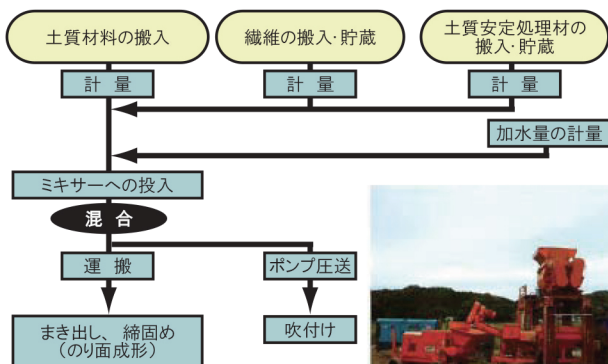 土質材料の搬入
繊維の搬入・貯蔵
土質安定処理材の
搬入・貯蔵
計量
計量
計量
加水量の計量
ミキサーへの投入
混合
運搬
ポンプ圧送
まき出し、締固め
(のり面成形)
吹付け